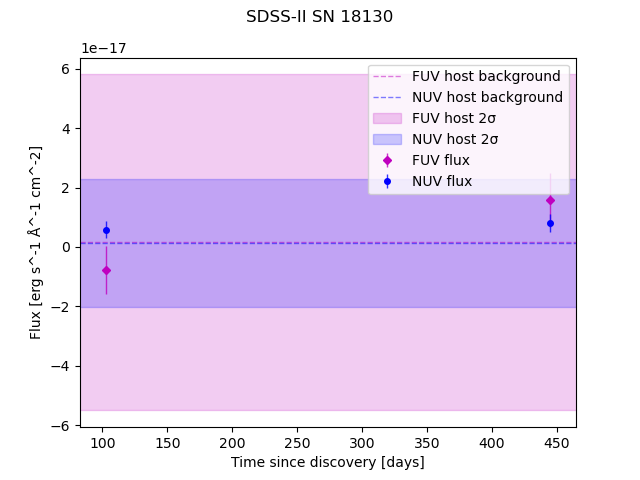 SDSS-II SN 18130
1e−17
FUV host background
NUV host background
FUV host 2σ
NUV host 2σ
FUV flux
NUV flux
6
4
2
0
−2
−4
−6
Flux [erg s^-1 Å^-1 cm^-2]
100 150 200 250 300 350 400 450
Time since discovery [days]